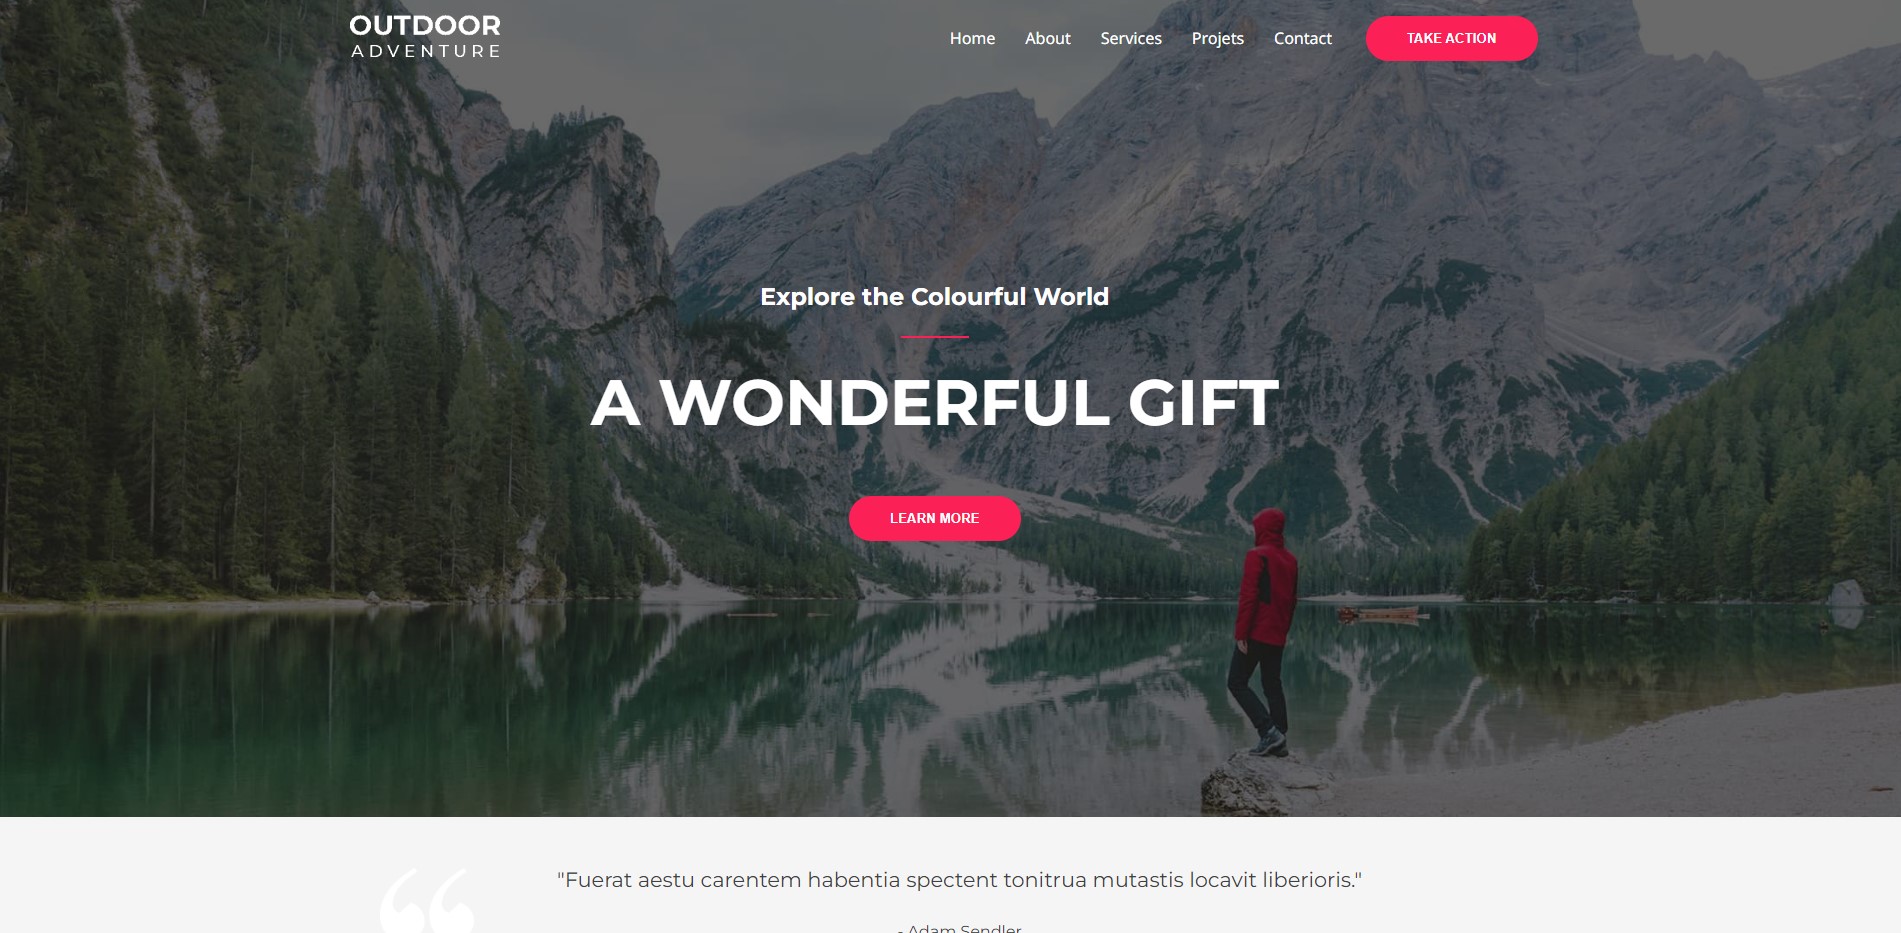 OUTDOOR
ADVENTURE
Home About Services Projets Contact TAKE ACTION
Explore the Colourful World
A WONDERFUL GIFT
LEARN MORE
"Fuerat aestu carentem habentia spectent tonitrua mutastis locavit liberioris."
- Adam Sendler